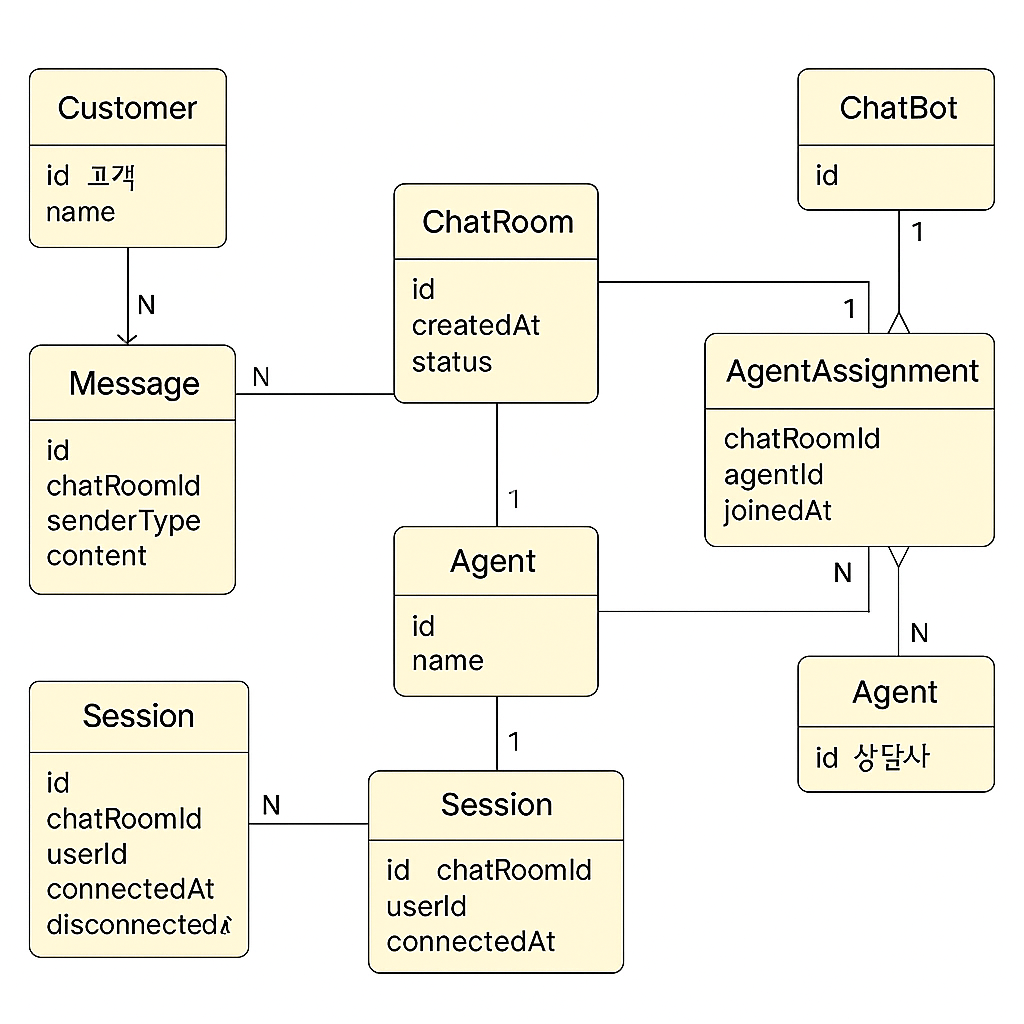 Customer
id 고객
name
N
Message
id
chatRoomId
senderType
content
N
ChatRoom
id
createdAt
status
1
Agent
id
name
1
Session
id chatRoomId
userId
connectedAt
N
Session
id
chatRoomId
userId
connectedAt
ChatBot
id
1
1
AgentAssignment
chatRoomId
agentId
joinedAt
N
N
Agent
id 상달사